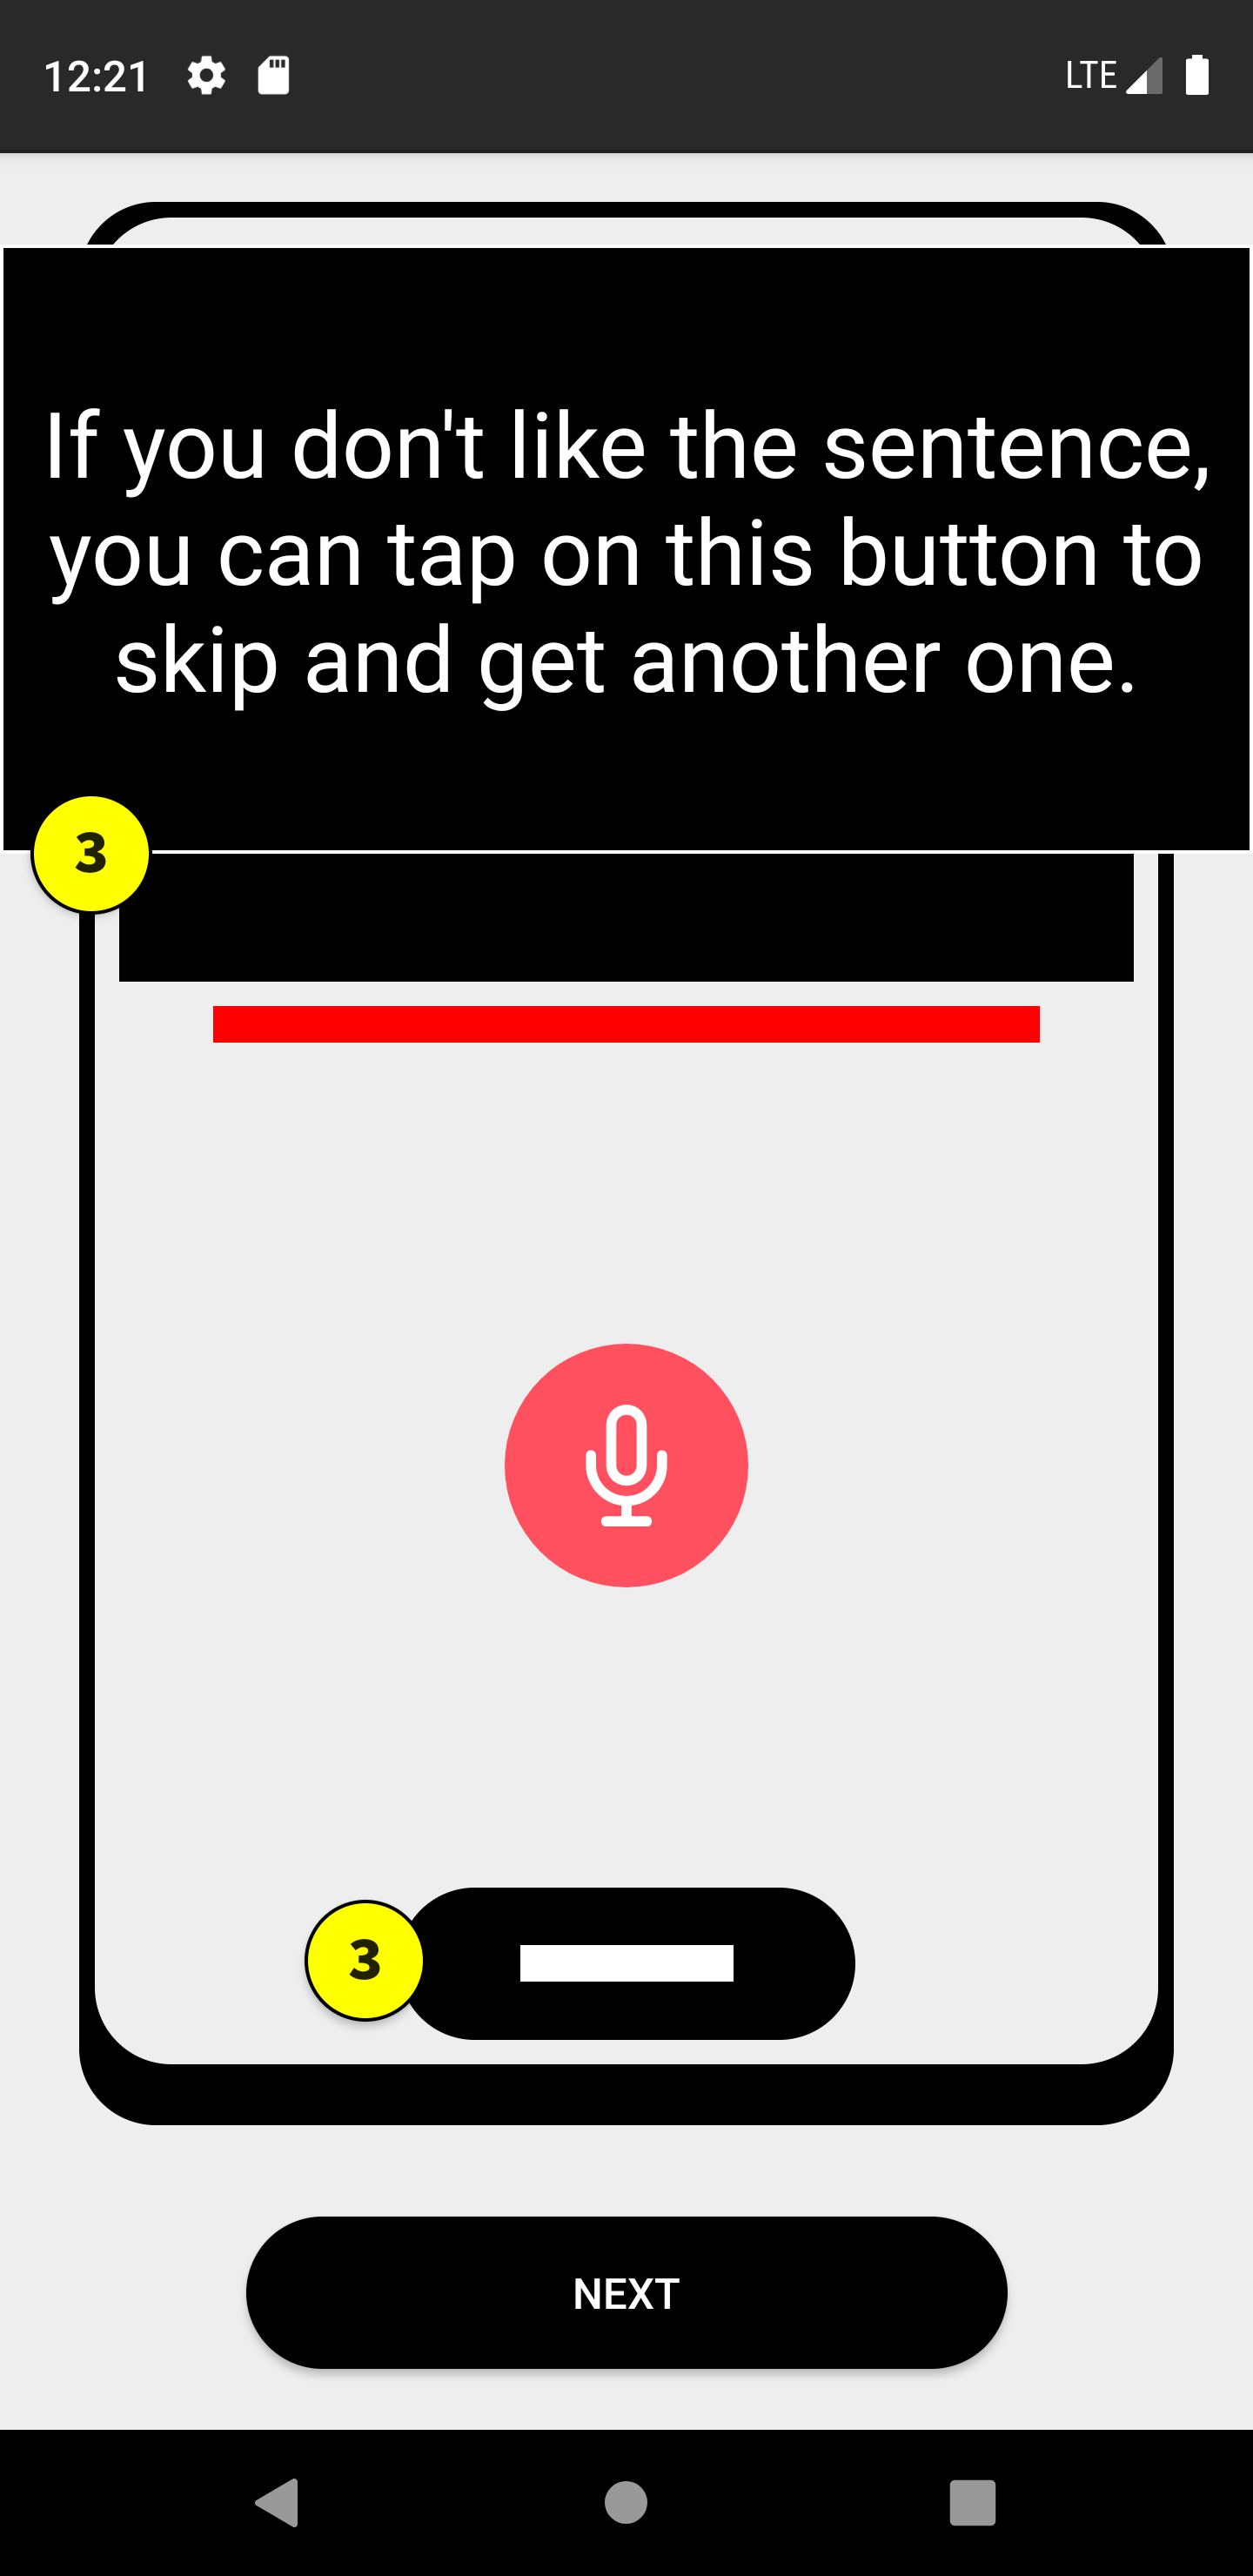 12:21
LTE
If you don't like the sentence,
you can tap on this button to
skip and get another one.
3
3
NEXT